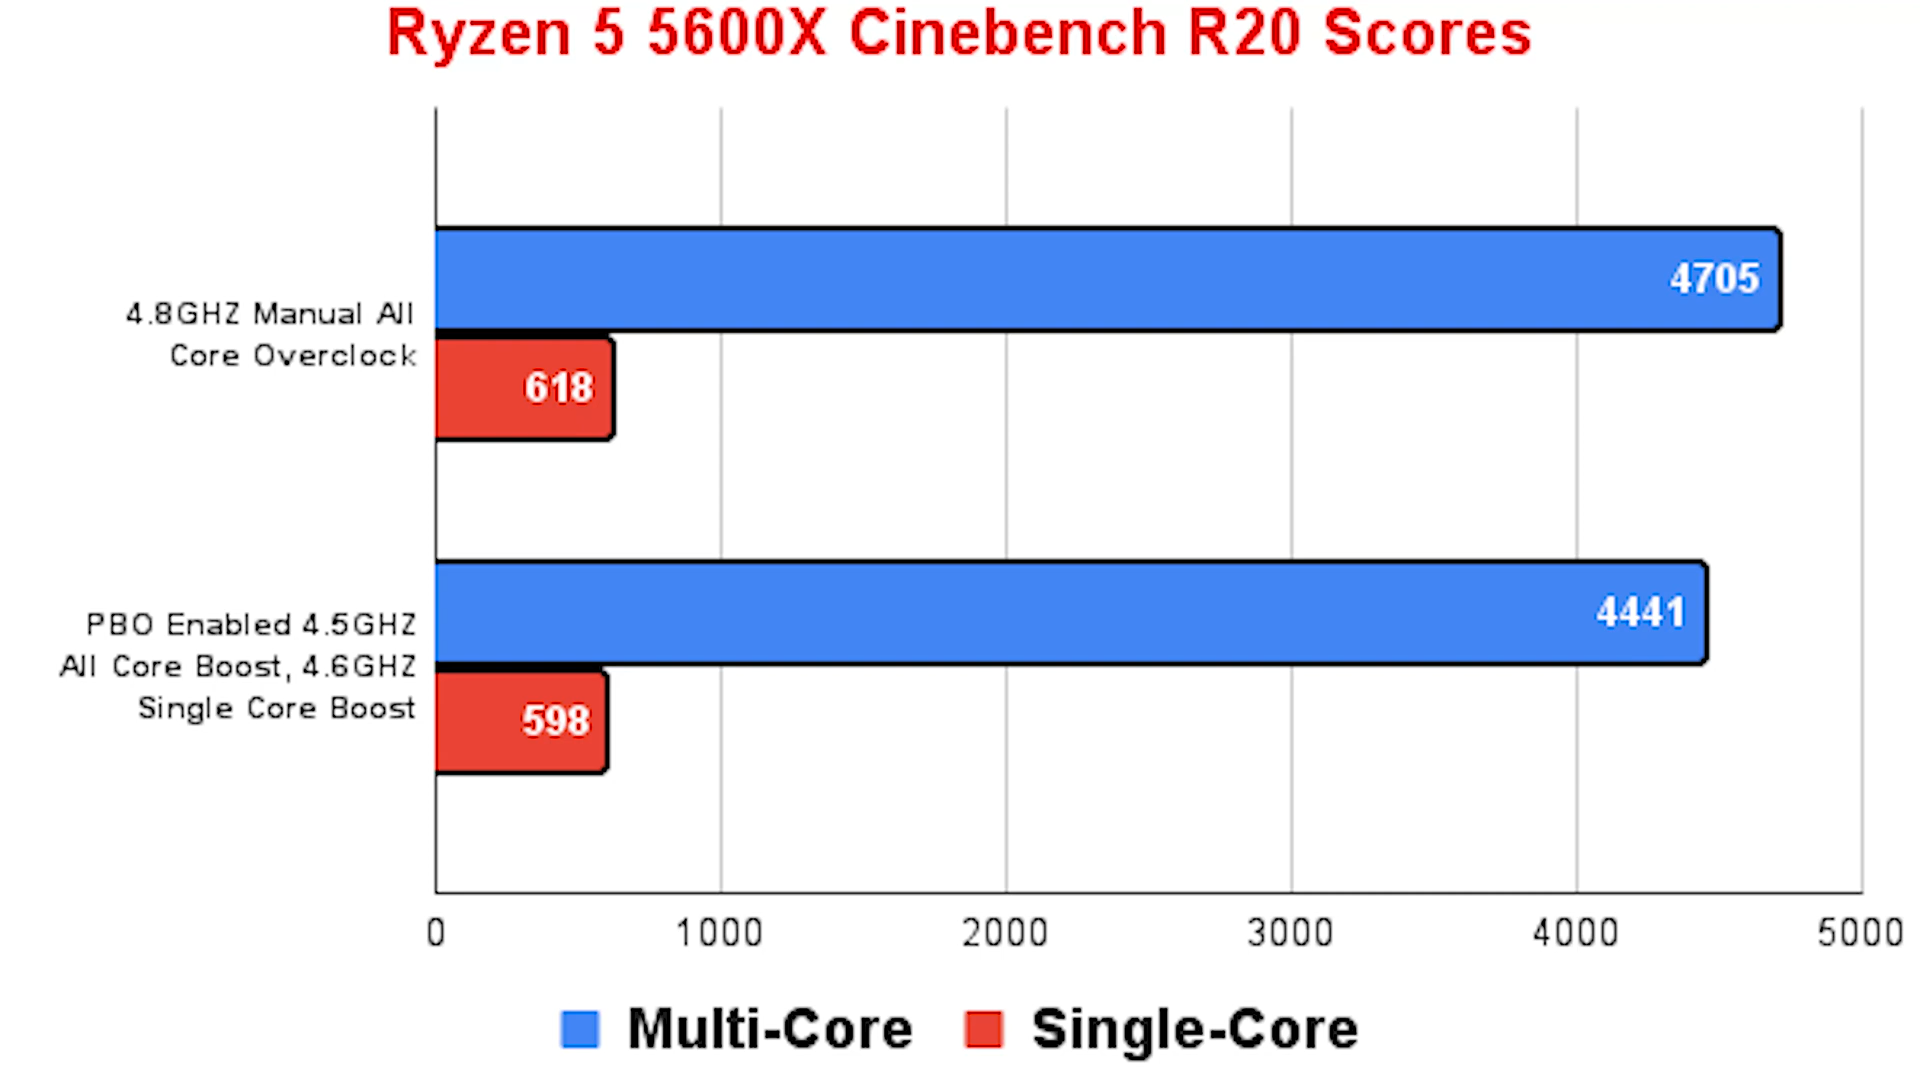 Ryzen 5 5600X Cinebench R20 Scores
4705
4.8GHZ Manual All
Core Overclock
618
4441
PBO Enabled 4.5GHZ
All Core Boost, 4.6GHZ
Single Core Boost
598
0 1000 2000 3000 4000 5000
Multi-Core Single-Core